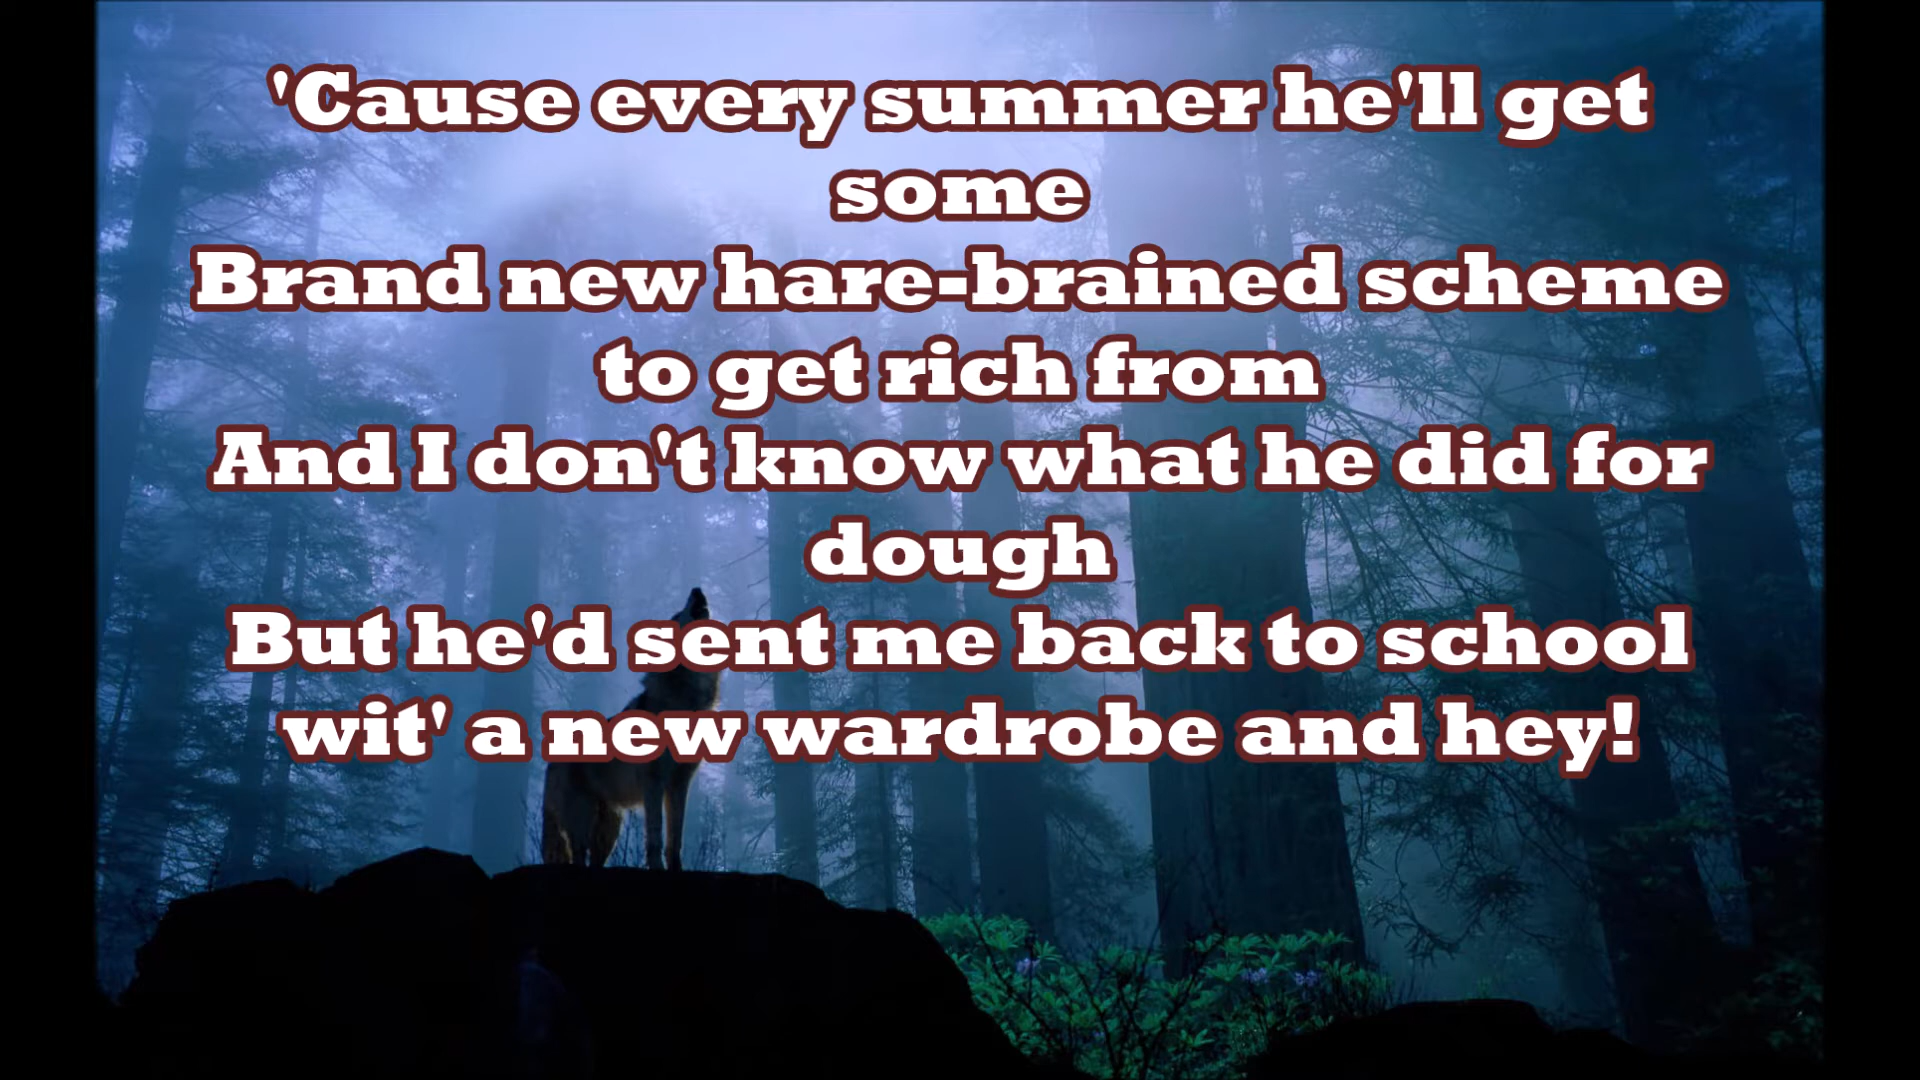 'Cause every summer he'll get
some
Brand new hare-brained scheme
to get rich from
And I don't know what he did for
dough
But he'd sent me back to school
wit' a new wardrobe and hey!